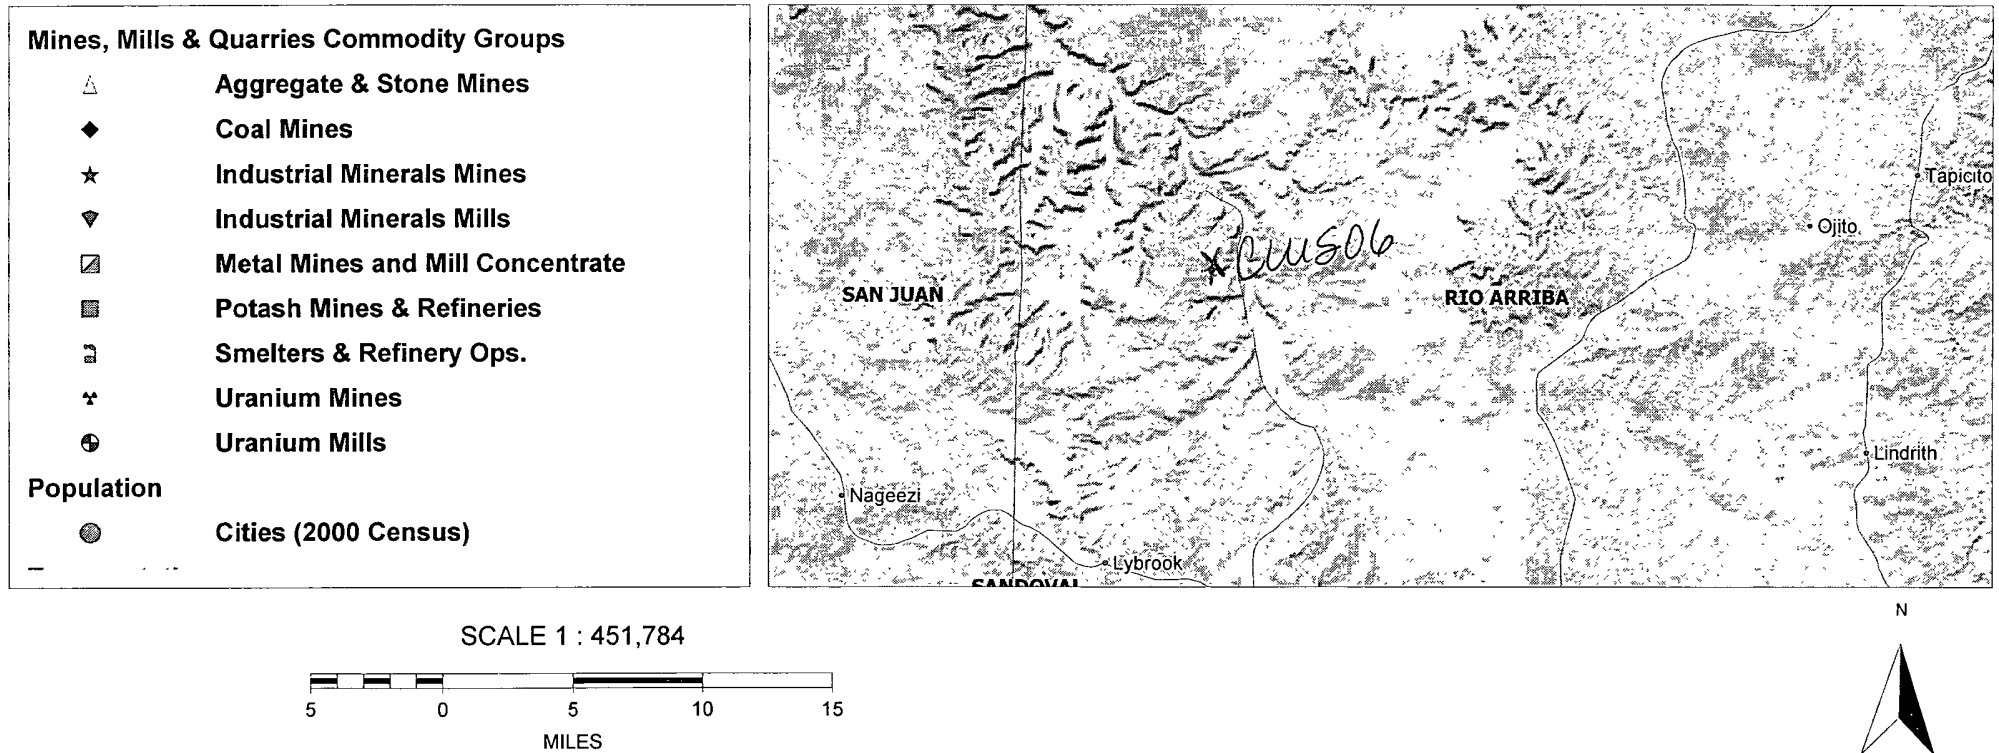 Mines, Mills & Quarries Commodity Groups
Aggregate & Stone Mines
Coal Mines
Industrial Minerals Mines
Industrial Minerals Mills
Metal Mines and Mill Concentrate
Potash Mines & Refineries
Smelters & Refinery Ops.
Uranium Mines
Uranium Mills
Population
Cities (2000 Census)
Tapicito
Ojito
SAN JUAN
RIO ARRIBA
Lindrith
Nageezi
Lybrook
SANDOVAL
SCALE 1 : 451,784
5 0 5 10 15
MILES
N